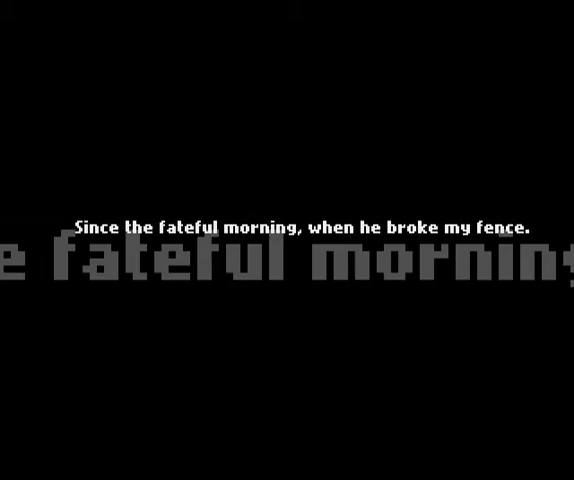 Since the fateful morning, when he broke my fence.
e fateful morning